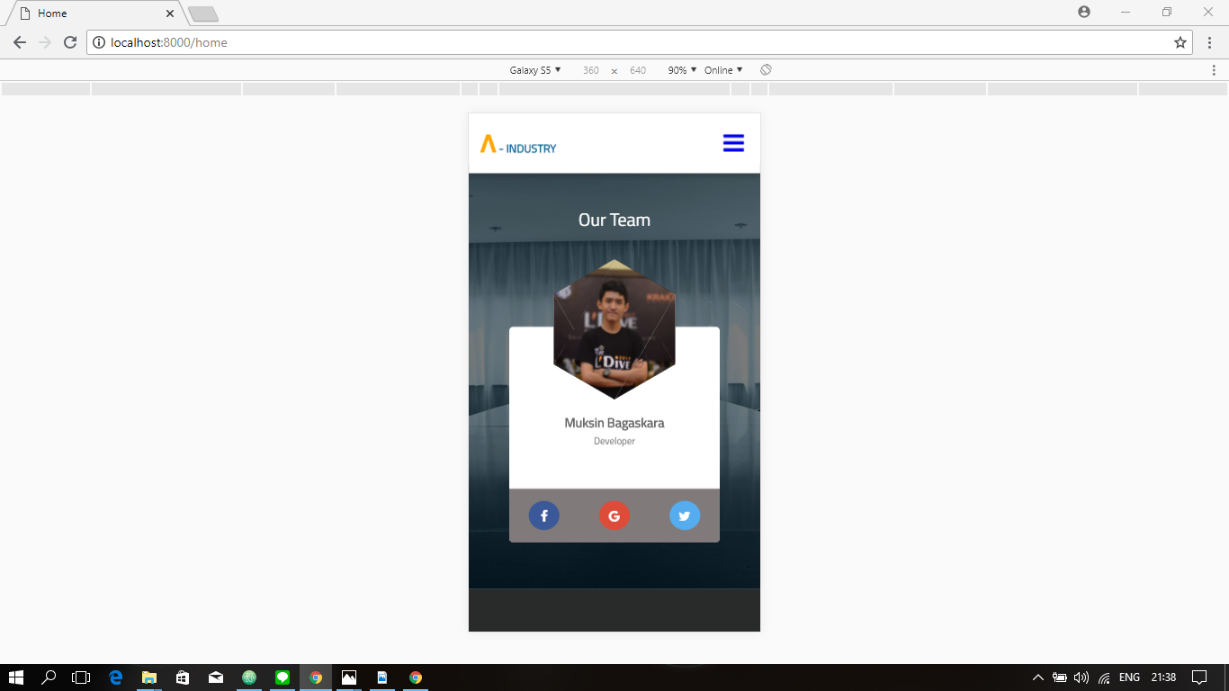 Home
localhost:8000/home
Galaxy S5 ▼ 360 x 640 90% ▼ Online ▼
Λ - INDUSTRY
Our Team
L'DIVE
Muksin Bagaskara
Developer
f G
ENG 21:38